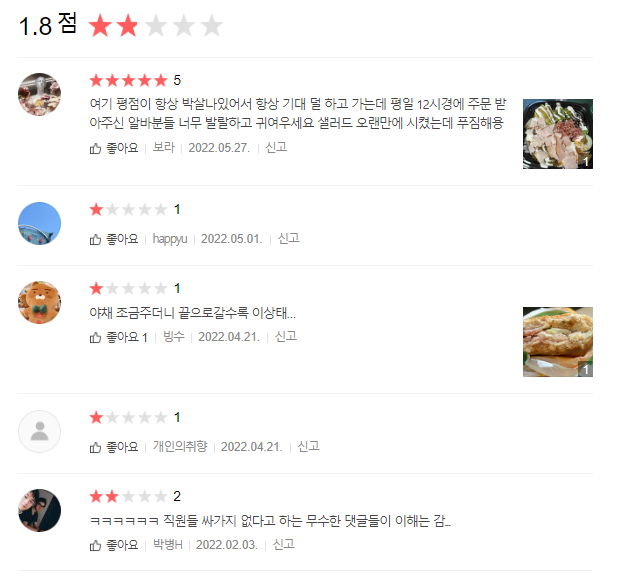 1.8 점
5
여기 평점이 항상 박살나있어서 항상 기대 덜 하고 가는데 평일 12시경에 주문 받
아주신 알바분들 너무 발랄하고 귀여우세요 샐러드 오랜만에 시켰는데 푸짐해용
좋아요 보라 2022.05.27. 신고
1
1
좋아요 happyu 2022.05.01. 신고
1
야채 조금주더니 끝으로갈수록 이상태...
좋아요 1 빙수 2022.04.21. 신고
1
1
좋아요 개인의취향 2022.04.21. 신고
2
ㅋㅋㅋㅋㅋㅋ 직원들 싸가지 없다고 하는 무수한 댓글들이 이해는 감..
좋아요 박병H 2022.02.03. 신고